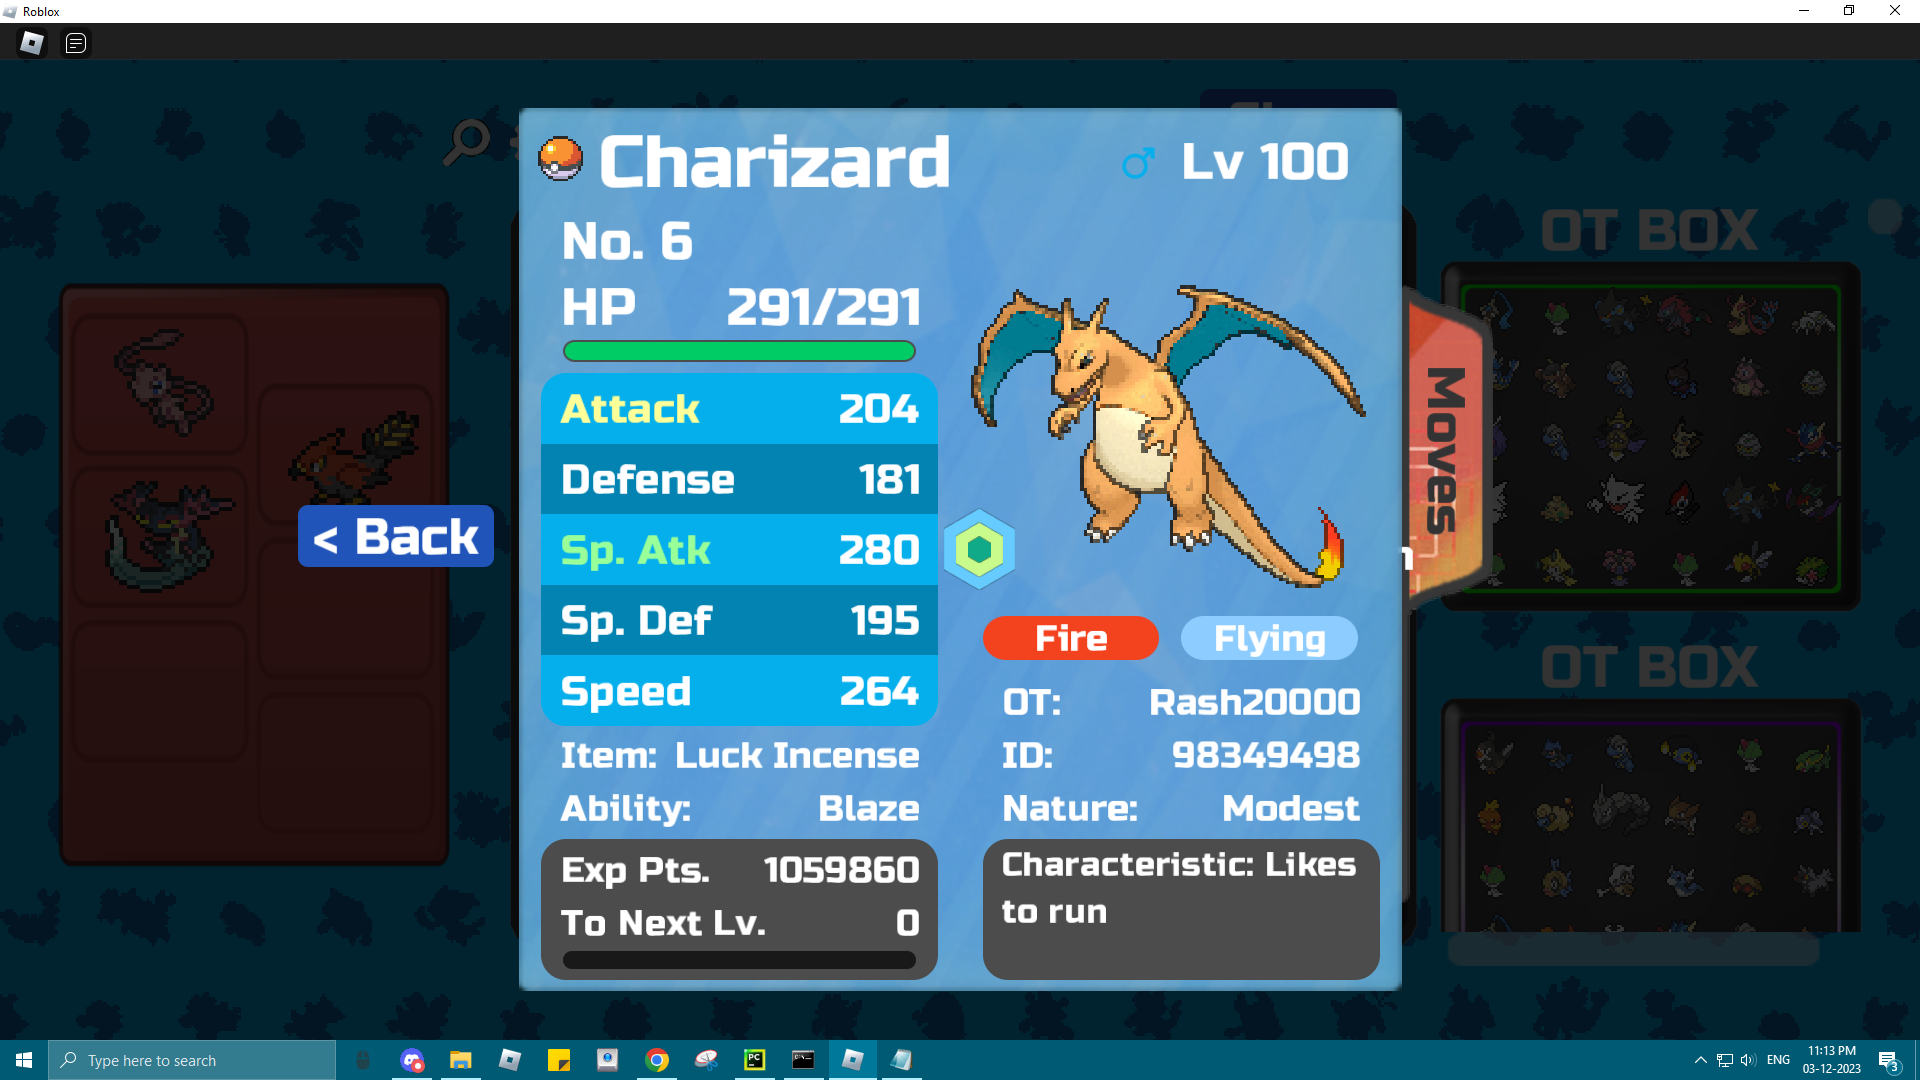 Roblox
Charizard
Lv 100
No. 6
HP 291/291
Attack 204
Defense 181
Sp. Atk 280
Sp. Def 195
Speed 264
Item: Luck Incense
Ability: Blaze
Exp Pts. 1059860
To Next Lv. 0
Fire Flying
OT: Rash20000
ID: 98349498
Nature: Modest
Characteristic: Likes
to run
< Back
Moves
OT BOX
OT BOX
Type here to search
PC
ENG
11:13 PM
03-12-2023
3